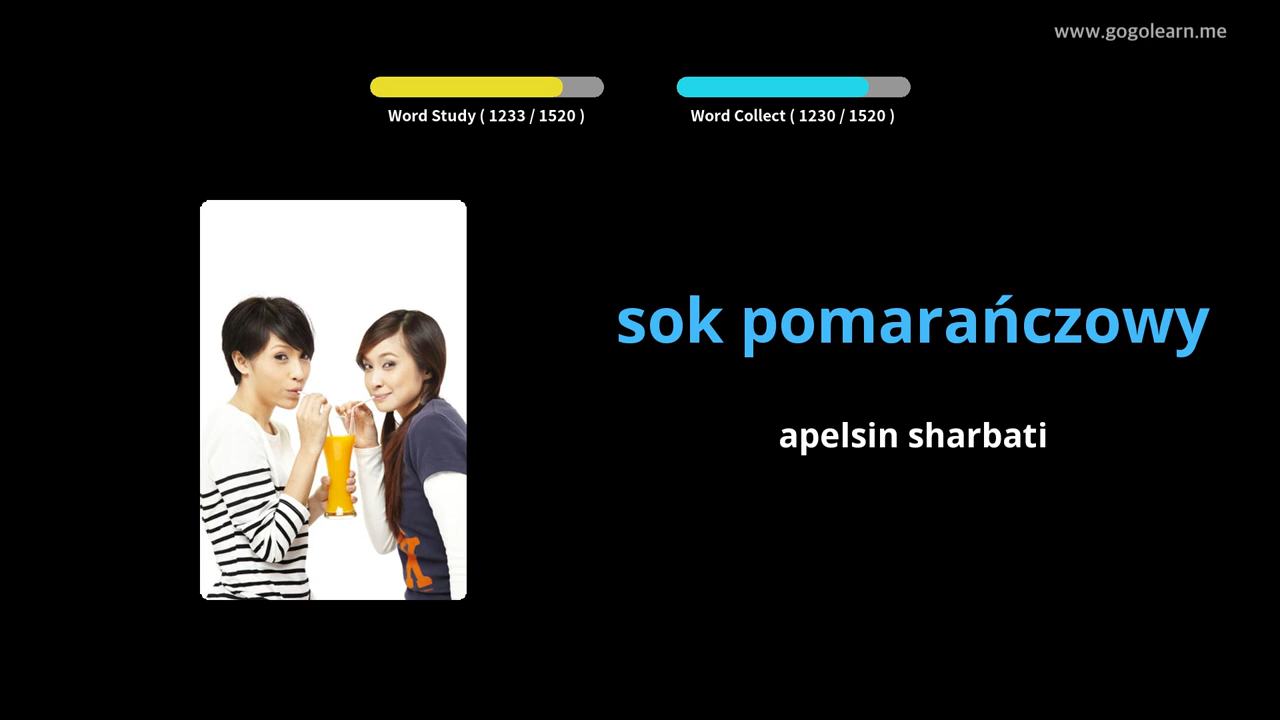 www.gogolearn.me
Word Study ( 1233 / 1520 )
Word Collect ( 1230 / 1520 )
sok pomarańczowy
apelsin sharbati